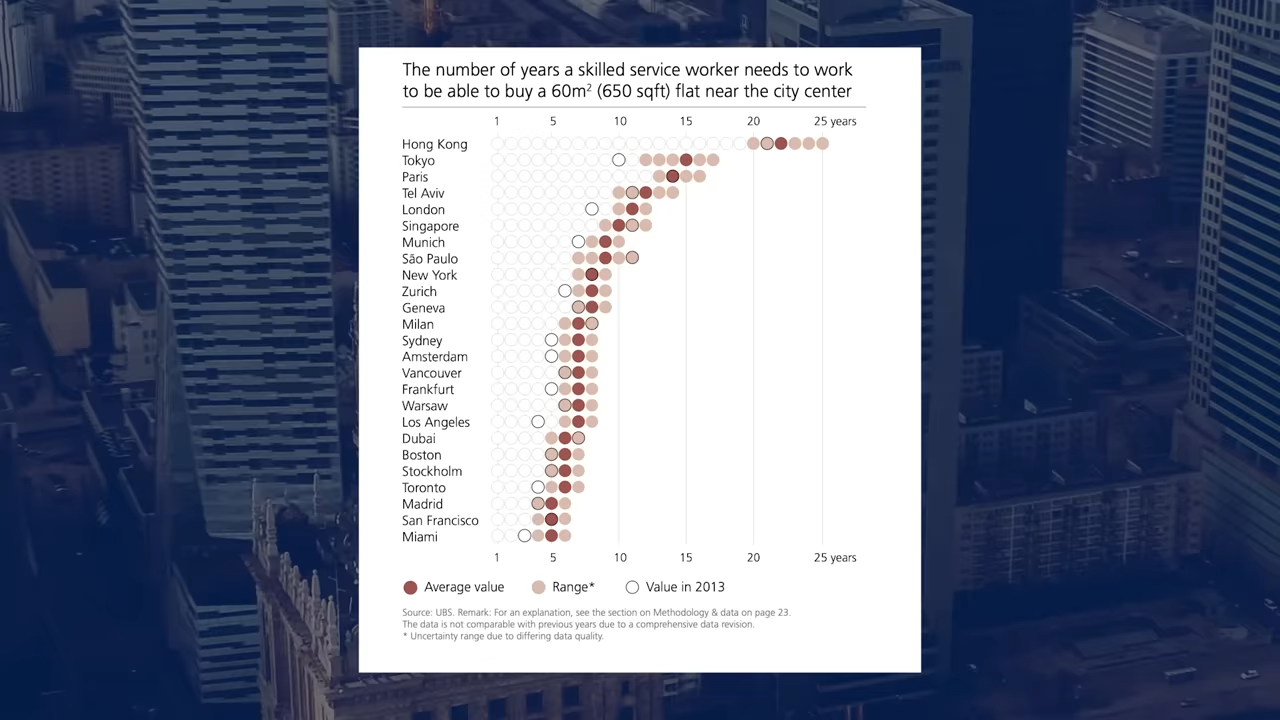 The number of years a skilled service worker needs to work
to be able to buy a 60m² (650 sqft) flat near the city center
1 5 10 15 20 25 years
Hong Kong
Tokyo
Paris
Tel Aviv
London
Singapore
Munich
São Paulo
New York
Zurich
Geneva
Milan
Sydney
Amsterdam
Vancouver
Frankfurt
Warsaw
Los Angeles
Dubai
Boston
Stockholm
Toronto
Madrid
San Francisco
Miami
1 5 10 15 20 25 years
Average value Range* Value in 2013
Source: UBS. Remark: For an explanation, see the section on Methodology & data on page 23.
The data is not comparable with previous years due to a comprehensive data revision.
* Uncertainty range due to differing data quality.